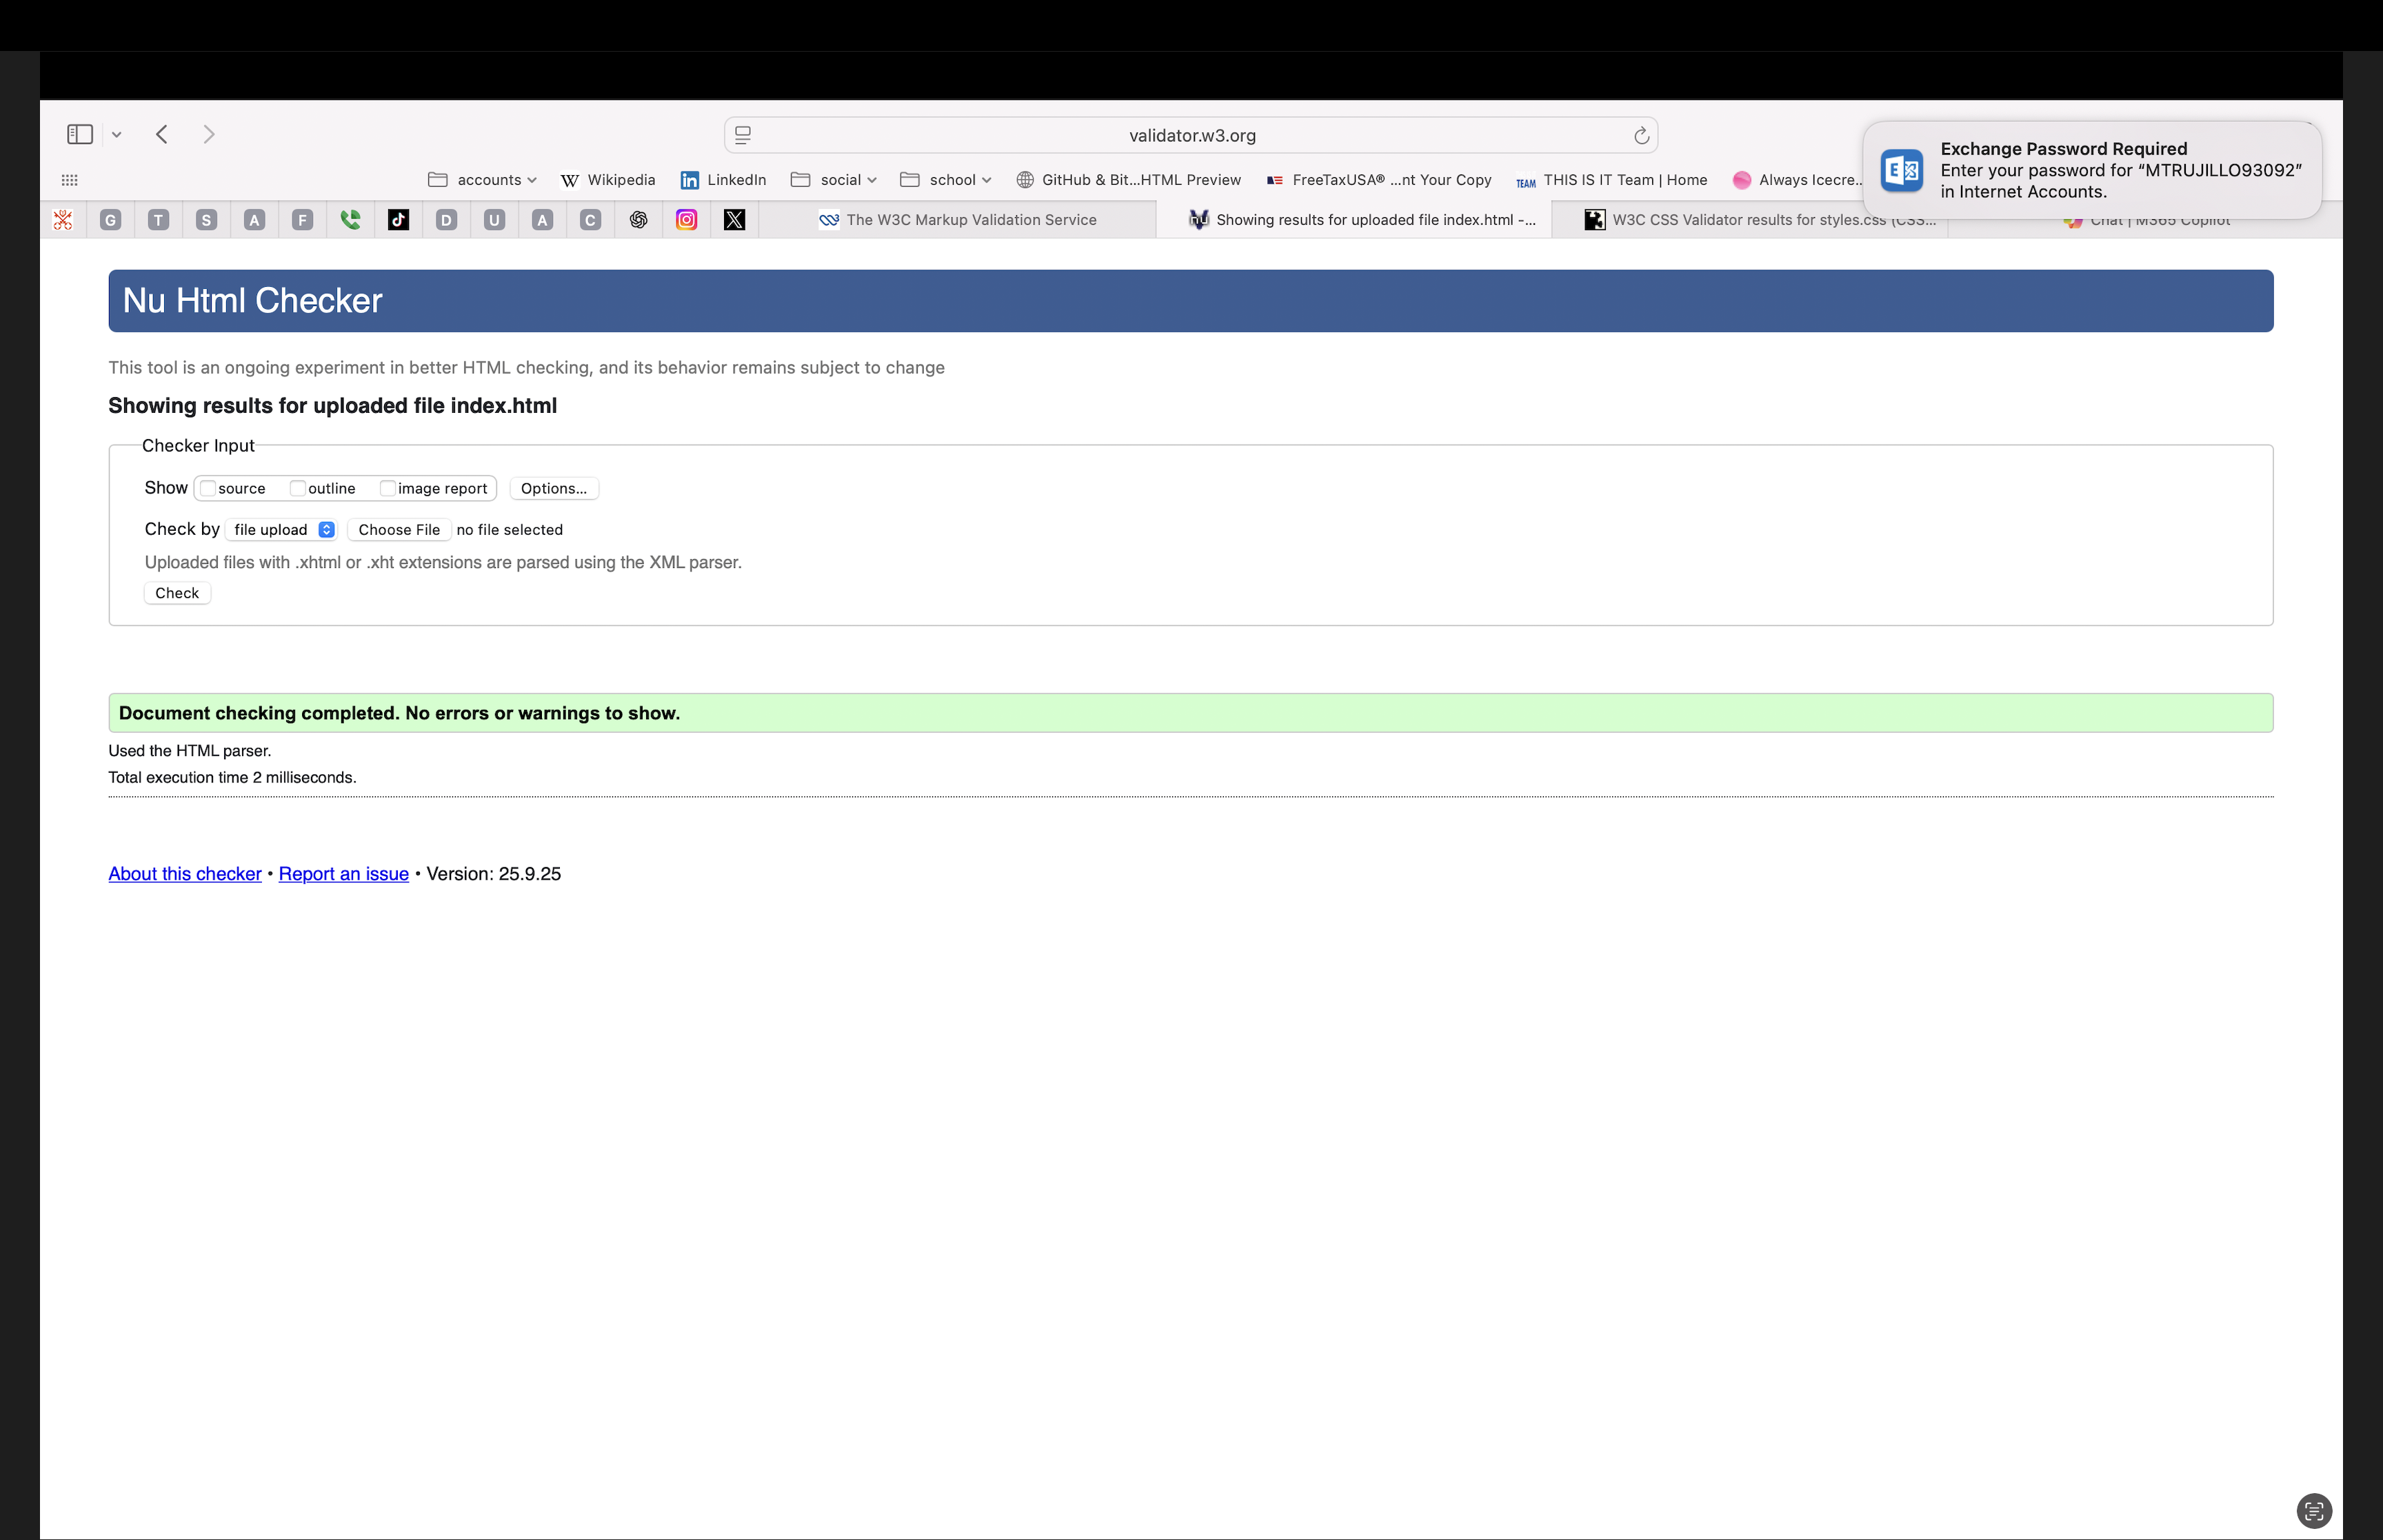 validator.w3.org
Exchange Password Required
Enter your password for “MTRUJILLO93092”
in Internet Accounts.
accounts
Wikipedia
LinkedIn
social
school
GitHub & Bit...HTML Preview
FreeTaxUSA® ...nt Your Copy
TEAM THIS IS IT Team | Home
Always Icecre..
G T S A F D U A C
The W3C Markup Validation Service
Showing results for uploaded file index.html -...
W3C CSS Validator results for styles.css (CSS...
Chat | M365 Copilot
Nu Html Checker
This tool is an ongoing experiment in better HTML checking, and its behavior remains subject to change
Showing results for uploaded file index.html
Checker Input
Show source outline image report Options...
Check by file upload Choose File no file selected
Uploaded files with .xhtml or .xht extensions are parsed using the XML parser.
Check
Document checking completed. No errors or warnings to show.
Used the HTML parser.
Total execution time 2 milliseconds.
About this checker • Report an issue • Version: 25.9.25